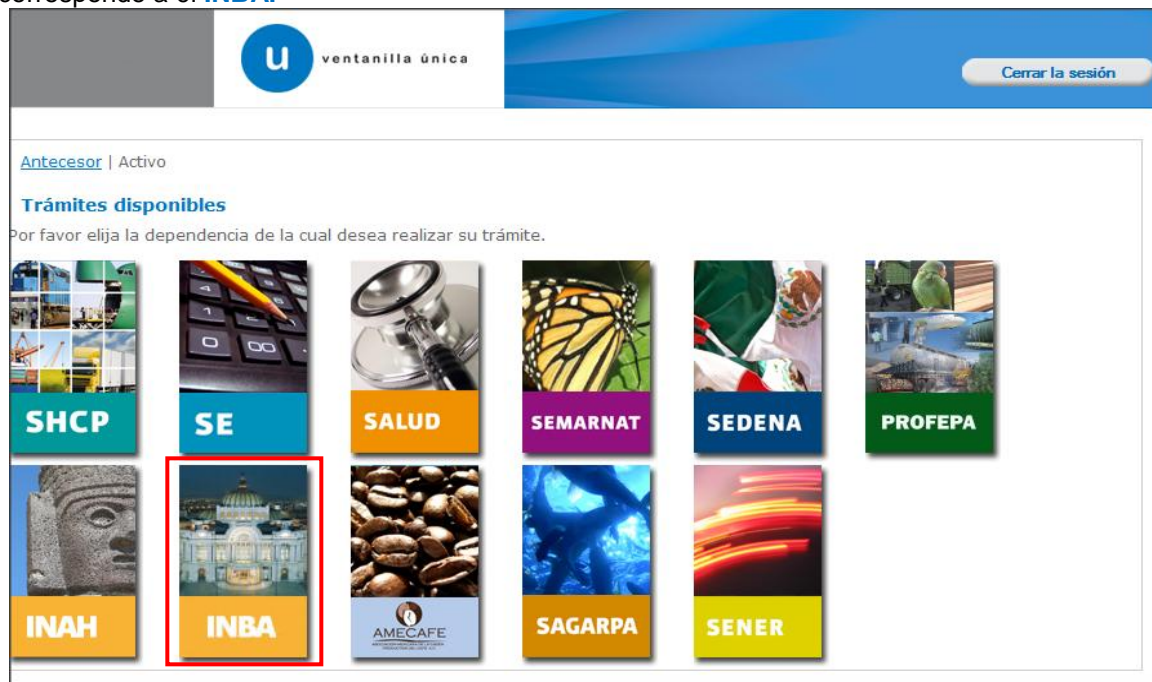 corresponde a el INBA.
u ventanilla única
Cerrar la sesión
Antecesor | Activo
Trámites disponibles
Por favor elija la dependencia de la cual desea realizar su trámite.
SHCP SE SALUD SEMARNAT SEDENA PROFEPA
INAH INBA AMECAFE SAGARPA SENER